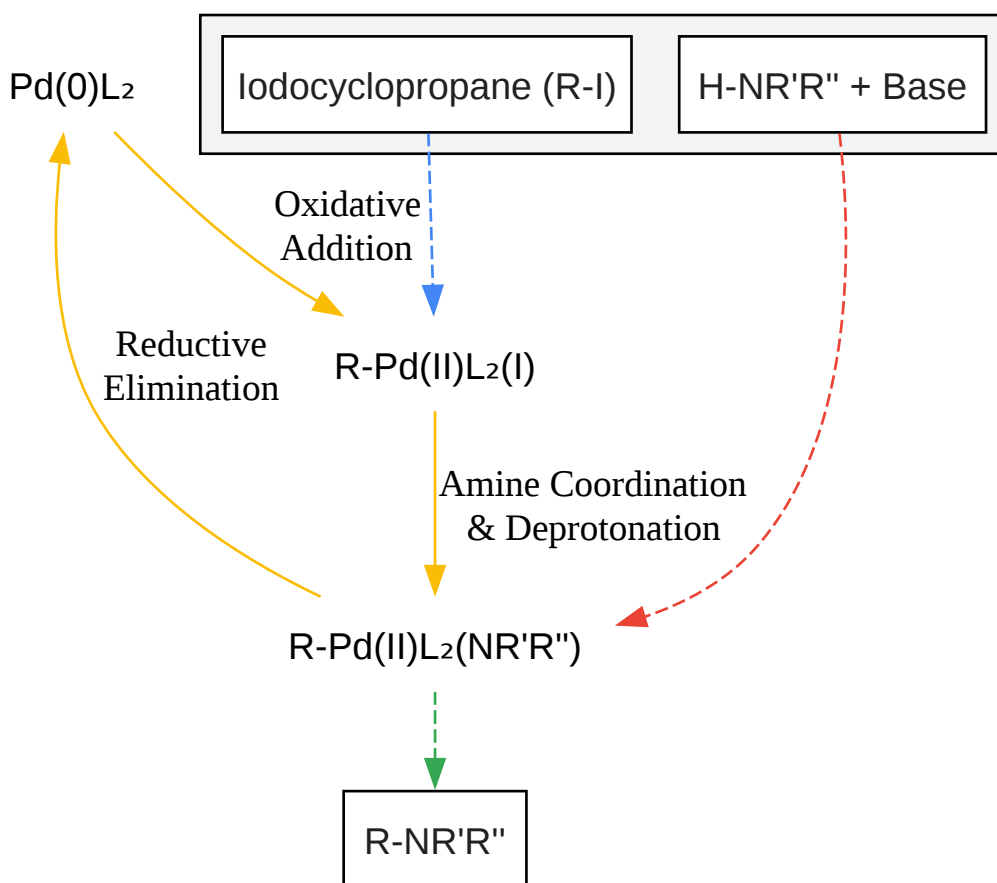 Pd(0)L₂
Iodocyclopropane (R-I)
H-NR'R'' + Base
Oxidative
Addition
Reductive
Elimination
R-Pd(II)L₂(I)
Amine Coordination
& Deprotonation
R-Pd(II)L₂(NR'R'')
R-NR'R''